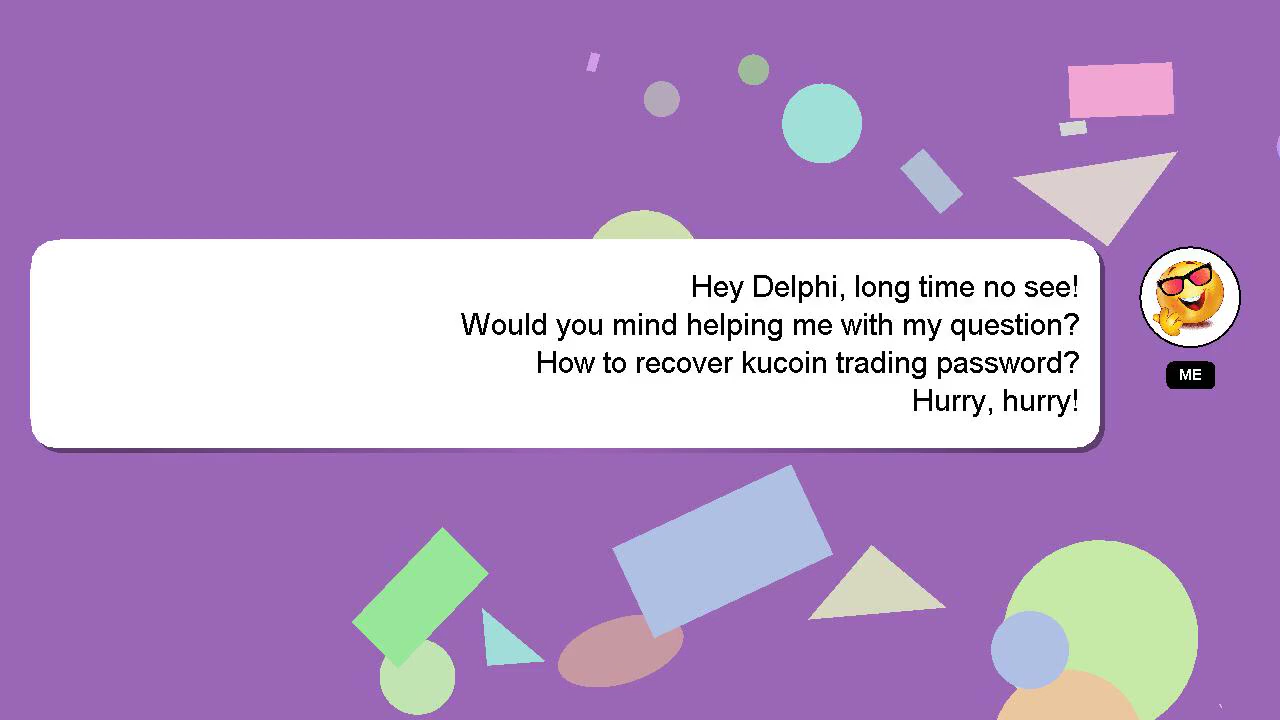 Hey Delphi, long time no see!
Would you mind helping me with my question?
How to recover kucoin trading password?
Hurry, hurry!
ME